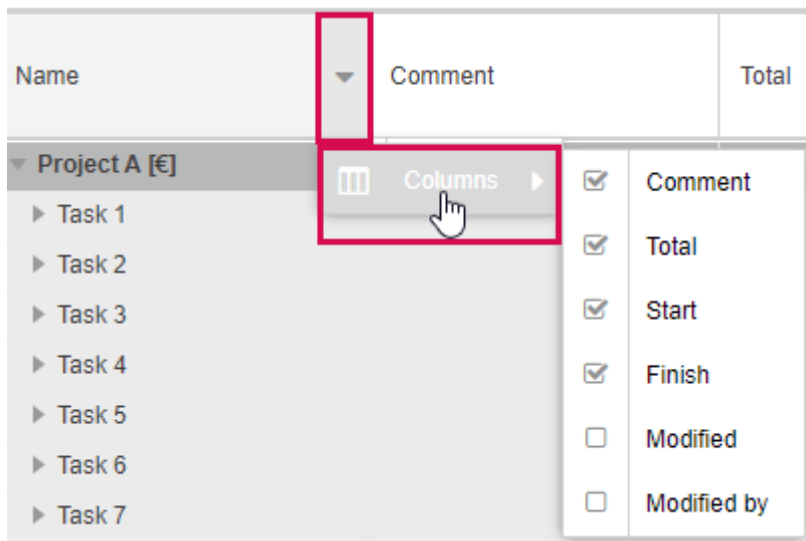 Name
Comment
Total
Project A [€]
Columns
Comment
Task 1
Total
Task 2
Start
Task 3
Finish
Task 4
Modified
Task 5
Modified by
Task 6
Task 7